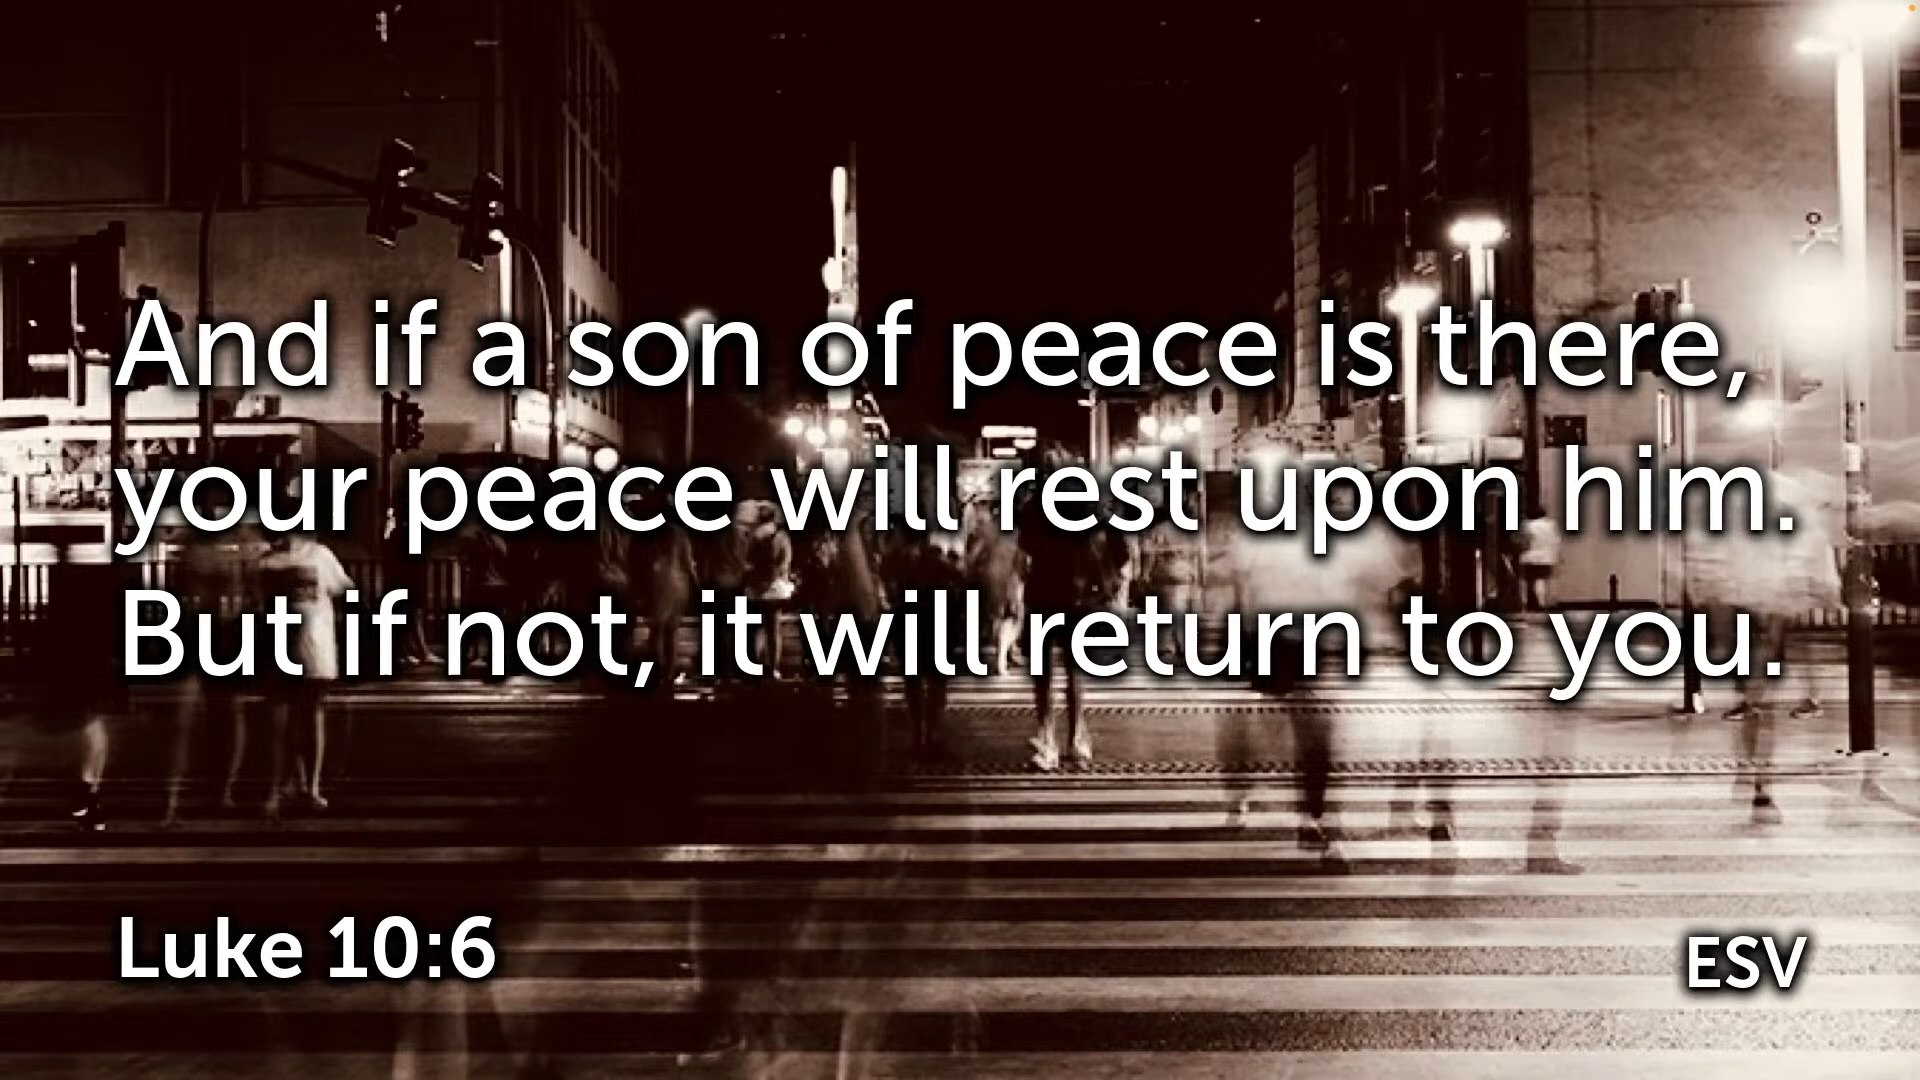 And if a son of peace is there,
your peace will rest upon him.
But if not, it will return to you.
Luke 10:6
ESV